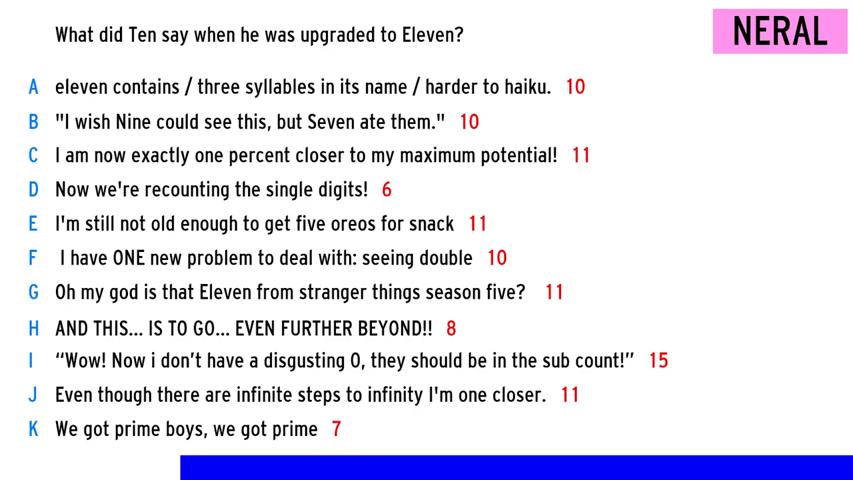 What did Ten say when he was upgraded to Eleven?
NERAL
A eleven contains / three syllables in its name / harder to haiku. 10
B "I wish Nine could see this, but Seven ate them." 10
C I am now exactly one percent closer to my maximum potential! 11
D Now we're recounting the single digits! 6
E I'm still not old enough to get five oreos for snack 11
F I have ONE new problem to deal with: seeing double 10
G Oh my god is that Eleven from stranger things season five? 11
H AND THIS... IS TO GO... EVEN FURTHER BEYOND!! 8
I “Wow! Now i don’t have a disgusting 0, they should be in the sub count!” 15
J Even though there are infinite steps to infinity I'm one closer. 11
K We got prime boys, we got prime 7